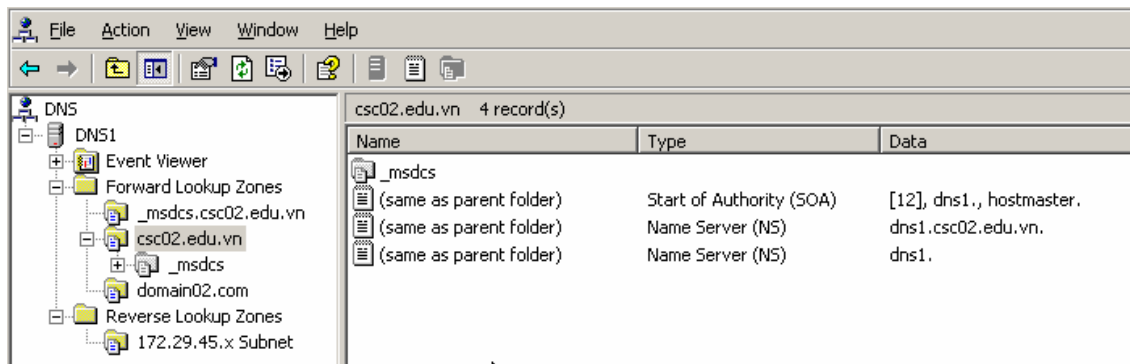 File Action View Window Help
DNS
DNS1
Event Viewer
Forward Lookup Zones
_msdcs.csc02.edu.vn
csc02.edu.vn
_msdcs
domain02.com
Reverse Lookup Zones
172.29.45.x Subnet
csc02.edu.vn 4 record(s)
Name Type Data
_msdcs
(same as parent folder) Start of Authority (SOA) [12], dns1., hostmaster.
(same as parent folder) Name Server (NS) dns1.csc02.edu.vn.
(same as parent folder) Name Server (NS) dns1.